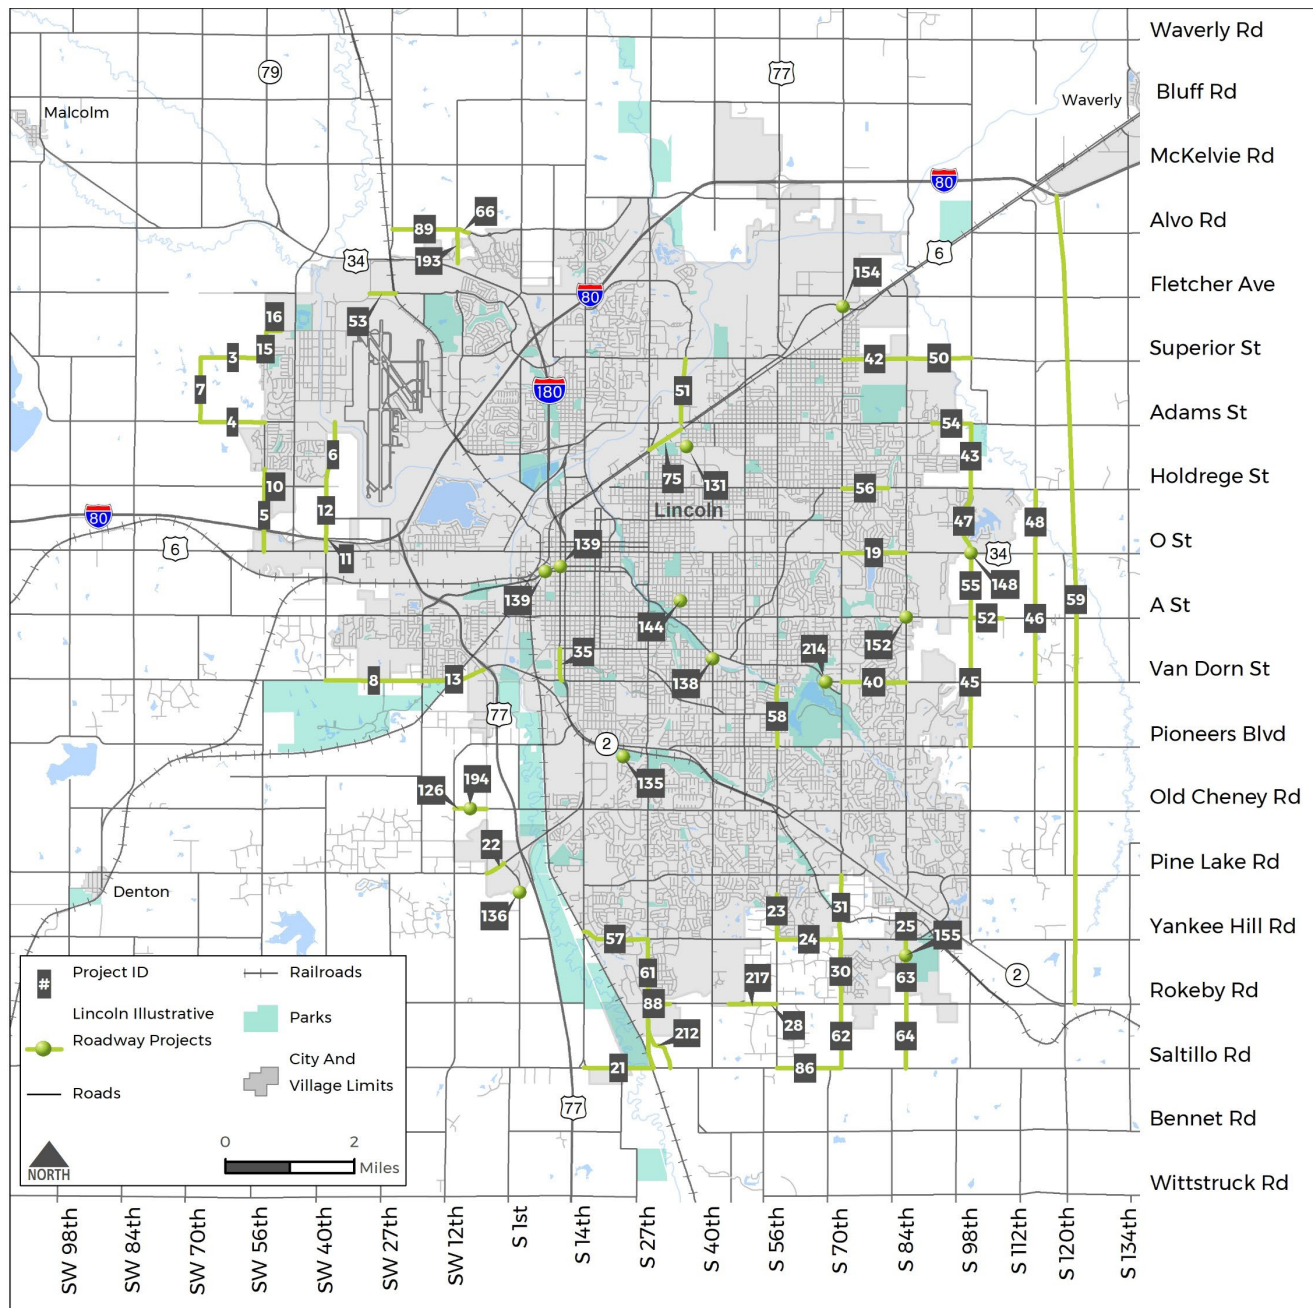 Waverly Rd
79
77
Malcolm
Waverly
Bluff Rd
McKelvie Rd
80
66
89
Alvo Rd
193
34
6
154
80
Fletcher Ave
16
53
15
3
42
50
Superior St
7
180
51
4
54
Adams St
6
43
75
131
10
56
Holdrege St
Lincoln
5
12
80
47
48
6
11
139
19
34
O St
148
139
55
59
144
52
46
A St
152
35
214
8
13
138
40
45
Van Dorn St
77
58
2
Pioneers Blvd
135
126
194
Old Cheney Rd
22
Pine Lake Rd
Denton
136
23
31
25
155
57
24
Yankee Hill Rd
61
217
30
63
2
88
28
Rokeby Rd
212
62
64
21
86
Saltillo Rd
77
Bennet Rd
Wittstruck Rd
# Project ID
Lincoln Illustrative
Roadway Projects
Roads
Railroads
Parks
City And
Village Limits
NORTH
0 2
Miles
SW 98th
SW 84th
SW 70th
SW 56th
SW 40th
SW 27th
SW 12th
S 1st
S 14th
S 27th
S 40th
S 56th
S 70th
S 84th
S 98th
S 112th
S 120th
S 134th